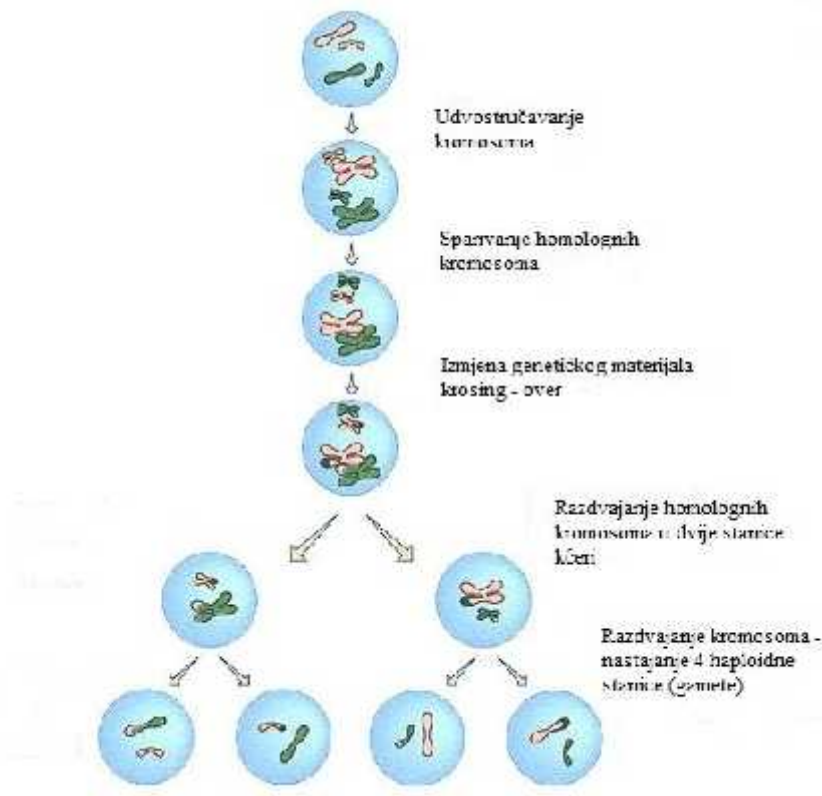 Udvostručavanje
kromosoma
Sparivanje homolognih
kromosoma
Izmjena genetičkog materijala
krosing - over
Razdvajanje homolognih
kromosoma u dvije stanice
kćeri
Razdvajanje kromosoma -
nastajanje 4 haploidne
stanice (gamete)